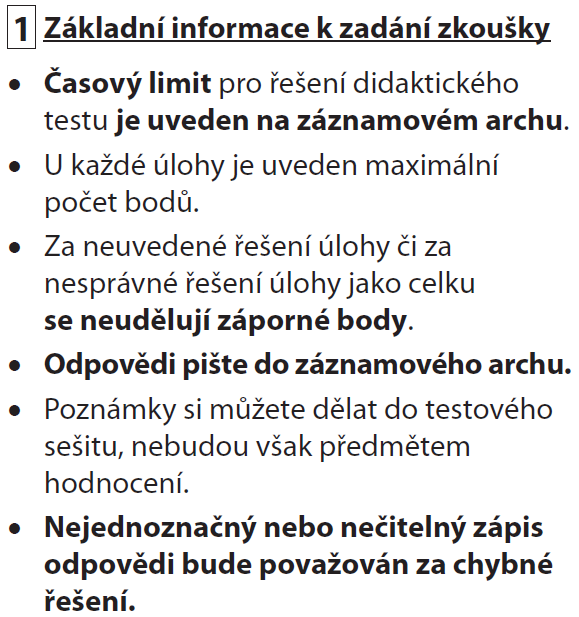 1 Základní informace k zadání zkoušky
• Časový limit pro řešení didaktického
testu je uveden na záznamovém archu.
• U každé úlohy je uveden maximální
počet bodů.
• Za neuvedené řešení úlohy či za
nesprávné řešení úlohy jako celku
se neudělují záporné body.
• Odpovědi pište do záznamového archu.
• Poznámky si můžete dělat do testového
sešitu, nebudou však předmětem
hodnocení.
• Nejednoznačný nebo nečitelný zápis
odpovědi bude považován za chybné
řešení.